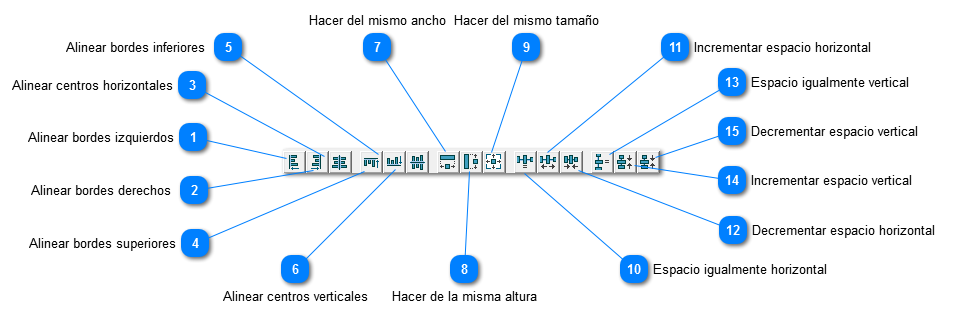 Hacer del mismo ancho
7
Hacer del mismo tamaño
9
Alinear bordes inferiores
5
11
Incrementar espacio horizontal
Alinear centros horizontales
3
13
Espacio igualmente vertical
Alinear bordes izquierdos
1
15
Decrementar espacio vertical
Alinear bordes derechos
2
14
Incrementar espacio vertical
Alinear bordes superiores
4
12
Decrementar espacio horizontal
6
Alinear centros verticales
8
Hacer de la misma altura
10
Espacio igualmente horizontal